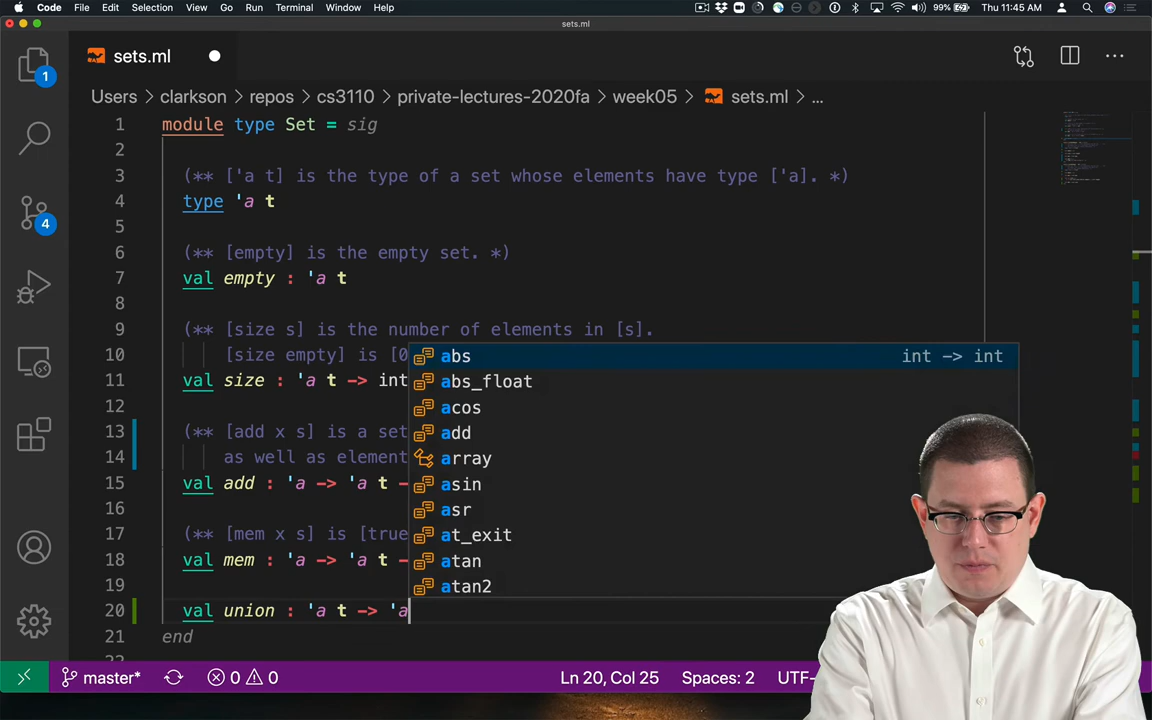 Code File Edit Selection View Go Run Terminal Window Help 99% Thu 11:45 AM
sets.ml
sets.ml
Users > clarkson > repos > cs3110 > private-lectures-2020fa > week05 > sets.ml > ...
1 module type Set = sig
2
3 (** ['a t] is the type of a set whose elements have type ['a]. *)
4 type 'a t
5
6 (** [empty] is the empty set. *)
7 val empty : 'a t
8
9 (** [size s] is the number of elements in [s].
10 [size empty] is [0
11 val size : 'a t -> int
12
13 (** [add x s] is a set
14 as well as element
15 val add : 'a -> 'a t -
16
17 (** [mem x s] is [true
18 val mem : 'a -> 'a t -
19
20 val union : 'a t -> 'a
21 end
abs int -> int
abs_float
acos
add
array
asin
asr
at_exit
atan
atan2
1
4
master* 0 0 Ln 20, Col 25 Spaces: 2 UTF-